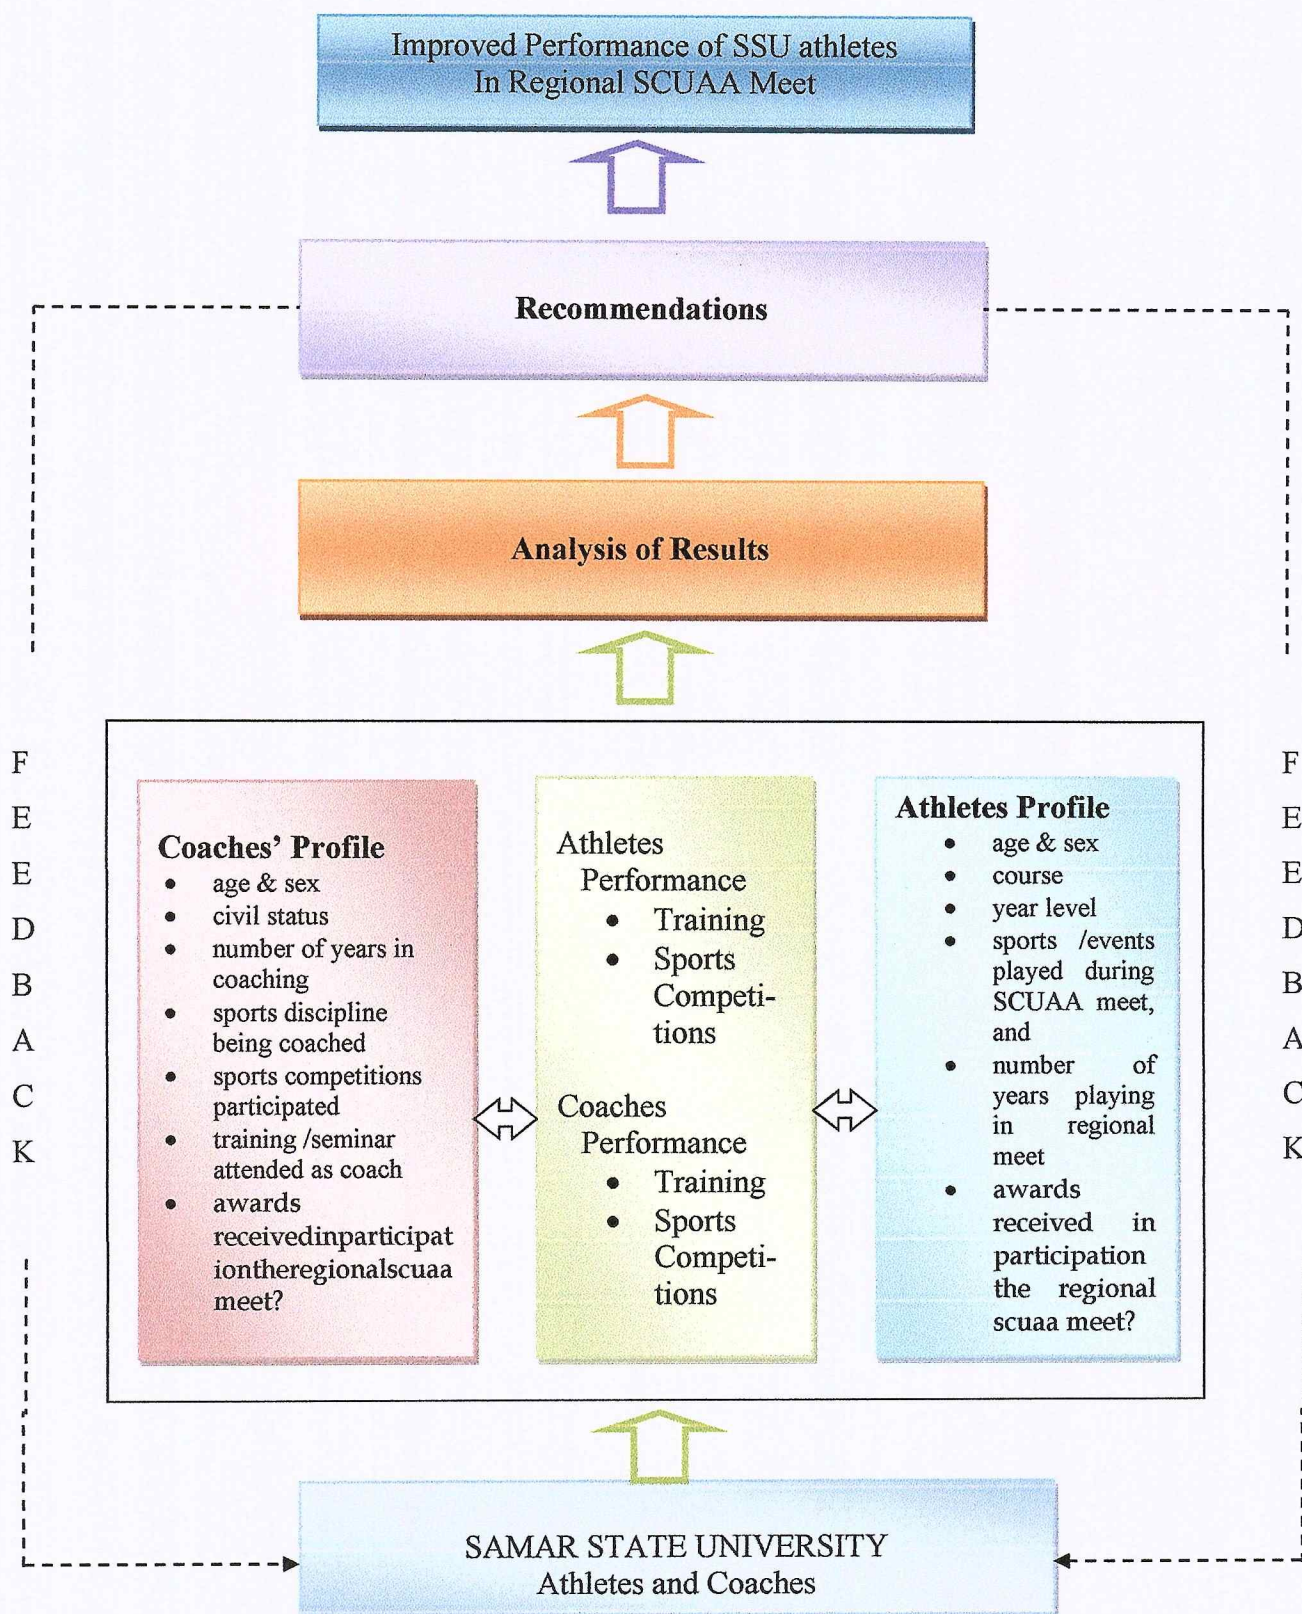 Improved Performance of SSU athletes
In Regional SCUAA Meet
Recommendations
Analysis of Results
F
E
E
D
B
A
C
K
Coaches’ Profile
• age & sex
• civil status
• number of years in
coaching
• sports discipline
being coached
• sports competitions
participated
• training /seminar
attended as coach
• awards
receivedinparticipat
iontheregionalscuaa
meet?
Athletes
Performance
• Training
• Sports
Competi-
tions
Coaches
Performance
• Training
• Sports
Competi-
tions
Athletes Profile
• age & sex
• course
• year level
• sports /events
played during
SCUAA meet,
and
• number of
years playing
in regional
meet
• awards
received in
participation
the regional
scuaa meet?
F
E
E
D
B
A
C
K
SAMAR STATE UNIVERSITY
Athletes and Coaches